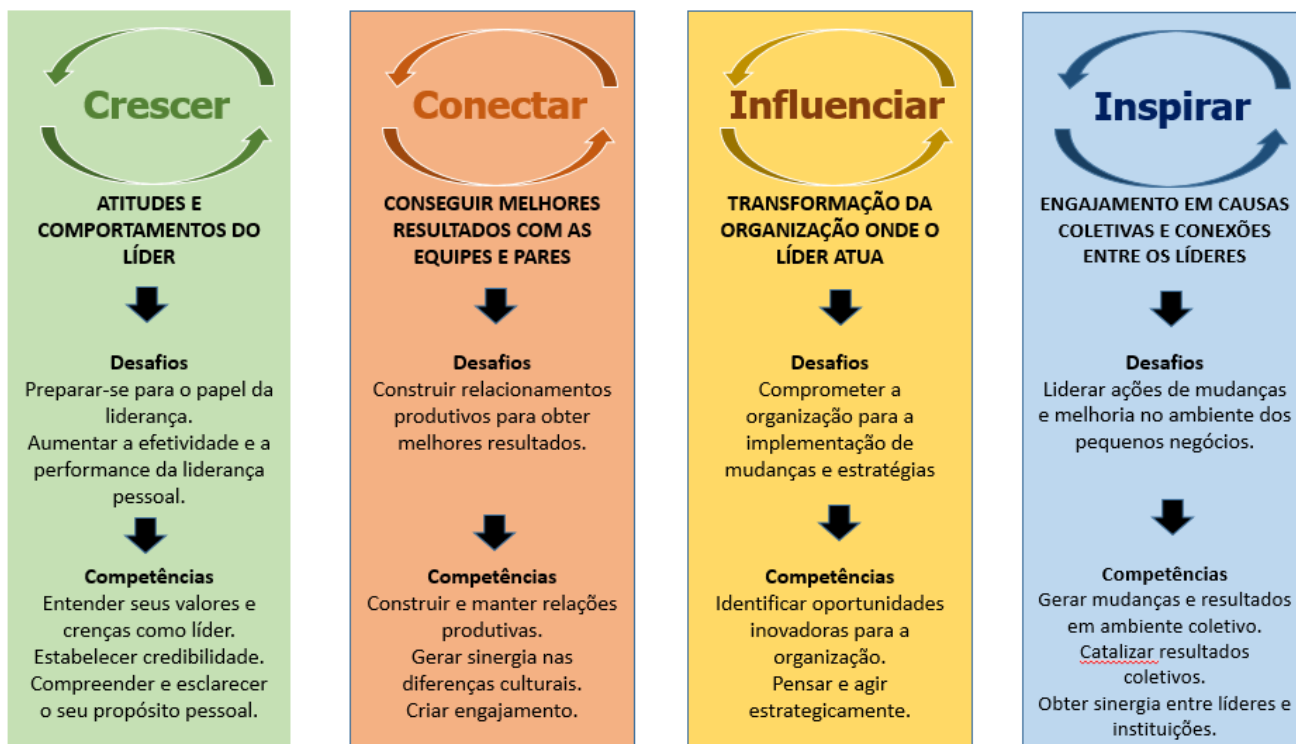 Crescer
ATITUDES E
COMPORTAMENTOS DO
LÍDER
Desafios
Preparar-se para o papel da
liderança.
Aumentar a efetividade e a
performance da liderança
pessoal.
Competências
Entender seus valores e
crenças como líder.
Estabelecer credibilidade.
Compreender e esclarecer
o seu propósito pessoal.
Conectar
CONSEGUIR MELHORES
RESULTADOS COM AS
EQUIPES E PARES
Desafios
Construir relacionamentos
produtivos para obter
melhores resultados.
Competências
Construir e manter relações
produtivas.
Gerar sinergia nas
diferenças culturais.
Criar engajamento.
Influenciar
TRANSFORMAÇÃO DA
ORGANIZAÇÃO ONDE O
LÍDER ATUA
Desafios
Comprometer a
organização para a
implementação de
mudanças e estratégias
Competências
Identificar oportunidades
inovadoras para a
organização.
Pensar e agir
estrategicamente.
Inspirar
ENGAJAMENTO EM CAUSAS
COLETIVAS E CONEXÕES
ENTRE OS LÍDERES
Desafios
Liderar ações de mudanças
e melhoria no ambiente dos
pequenos negócios.
Competências
Gerar mudanças e resultados
em ambiente coletivo.
Catalizar resultados
coletivos.
Obter sinergia entre líderes e
instituições.